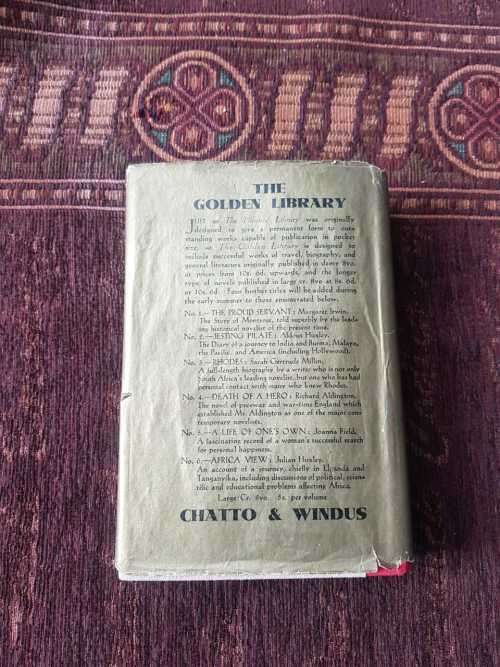 THE
GOLDEN LIBRARY
JUST as The Phoenix Library was originally
designed to give a permanent form to outs
standing works capable of publication in pocket
size, so The Golden Library is designed to
include successful works of travel, biography, and
general literature originally published in demy 8vo.
at prices from 10s. 6d. upwards, and the longer
type of novels published in large cr. 8vo at 8s. 6d.
or 10s. 6d. Four further titles will be added during
the early summer to those enumerated below.
No. 1.—THE PROUD SERVANT: Margaret Irwin.
The Story of Montrose, told superbly by the leads
ing historical novelist of the present time.
No. 2.—JESTING PILATE: Aldous Huxley.
The Diary of a journey to India and Burma, Malaya,
the Pacific, and America (including Hollywood).
No. 3.—RHODES: Sarah Gertrude Millin.
A full-length biography by a writer who is not only
South Africa's leading novelist, but one who has had
personal contact with many who knew Rhodes.
No. 4.—DEATH OF A HERO: Richard Aldington.
The novel of pre-war and war-time England which
established Mr. Aldington as one of the major cons
temporary novelists.
No. 5.—A LIFE OF ONE'S OWN: Joanna Field.
A fascinating record of a woman's successful search
for personal happiness.
No. 6.—AFRICA VIEW: Julian Huxley.
An account of a journey, chiefly in Uganda and
Tanganyika, including discussions of political, sciens
tific and educational problems affecting Africa.
Large Cr. 8vo. 5s. per volume
CHATTO & WINDUS